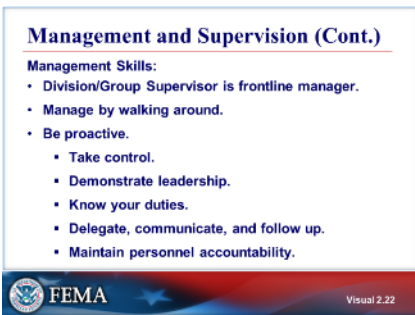 Management and Supervision (Cont.)
Management Skills:
• Division/Group Supervisor is frontline manager.
• Manage by walking around.
• Be proactive.
▪ Take control.
▪ Demonstrate leadership.
▪ Know your duties.
▪ Delegate, communicate, and follow up.
▪ Maintain personnel accountability.
FEMA
Visual 2.22